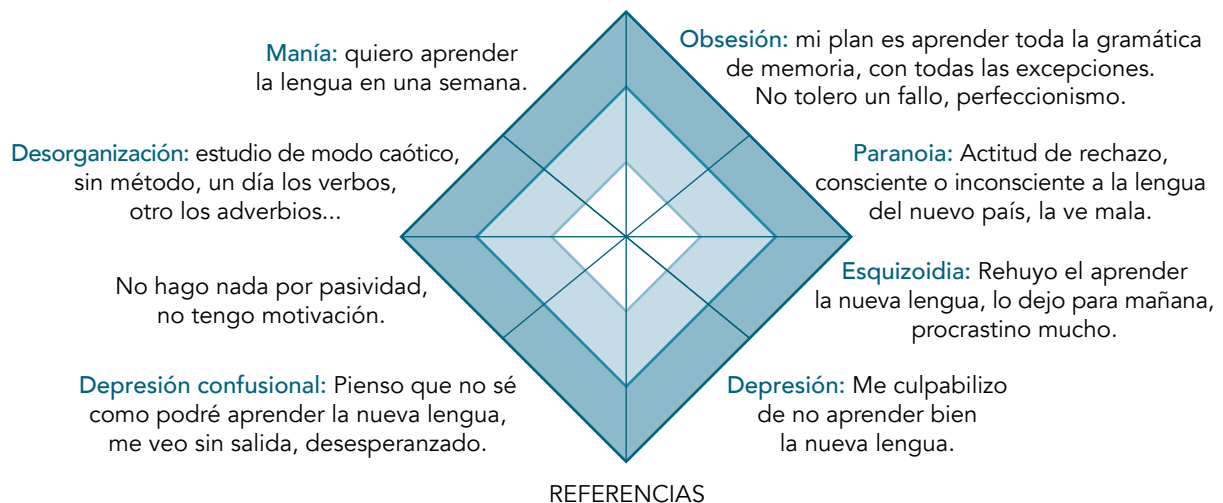 Manía: quiero aprender
la lengua en una semana.
Obsesión: mi plan es aprender toda la gramática
de memoria, con todas las excepciones.
No tolero un fallo, perfeccionismo.
Desorganización: estudio de modo caótico,
sin método, un día los verbos,
otro los adverbios...
Paranoia: Actitud de rechazo,
consciente o inconsciente a la lengua
del nuevo país, la ve mala.
No hago nada por pasividad,
no tengo motivación.
Esquizoidia: Rehuyo el aprender
la nueva lengua, lo dejo para mañana,
procrastino mucho.
Depresión confusional: Pienso que no sé
como podré aprender la nueva lengua,
me veo sin salida, desesperanzado.
Depresión: Me culpabilizo
de no aprender bien
la nueva lengua.
REFERENCIAS